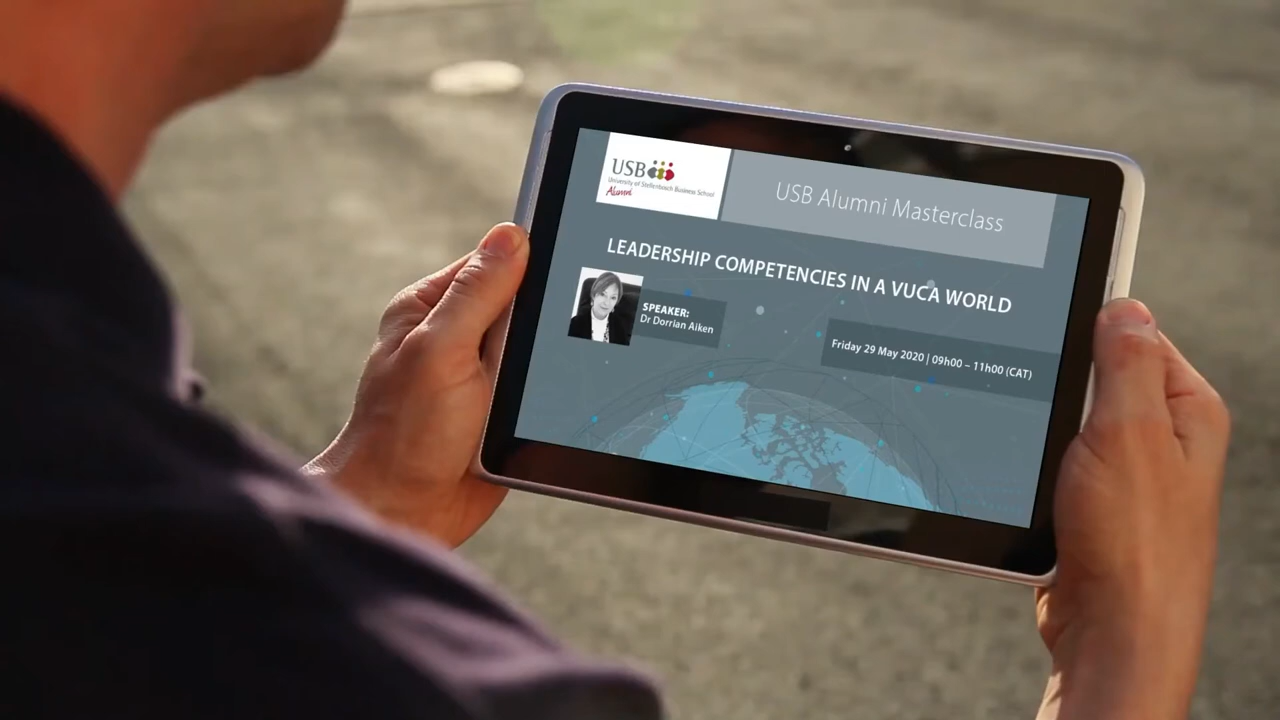 USB
University of Stellenbosch Business School
Alumni
USB Alumni Masterclass
LEADERSHIP COMPETENCIES IN A VUCA WORLD
SPEAKER:
Dr Dorrian Aiken
Friday 29 May 2020 | 09h00 – 11h00 (CAT)